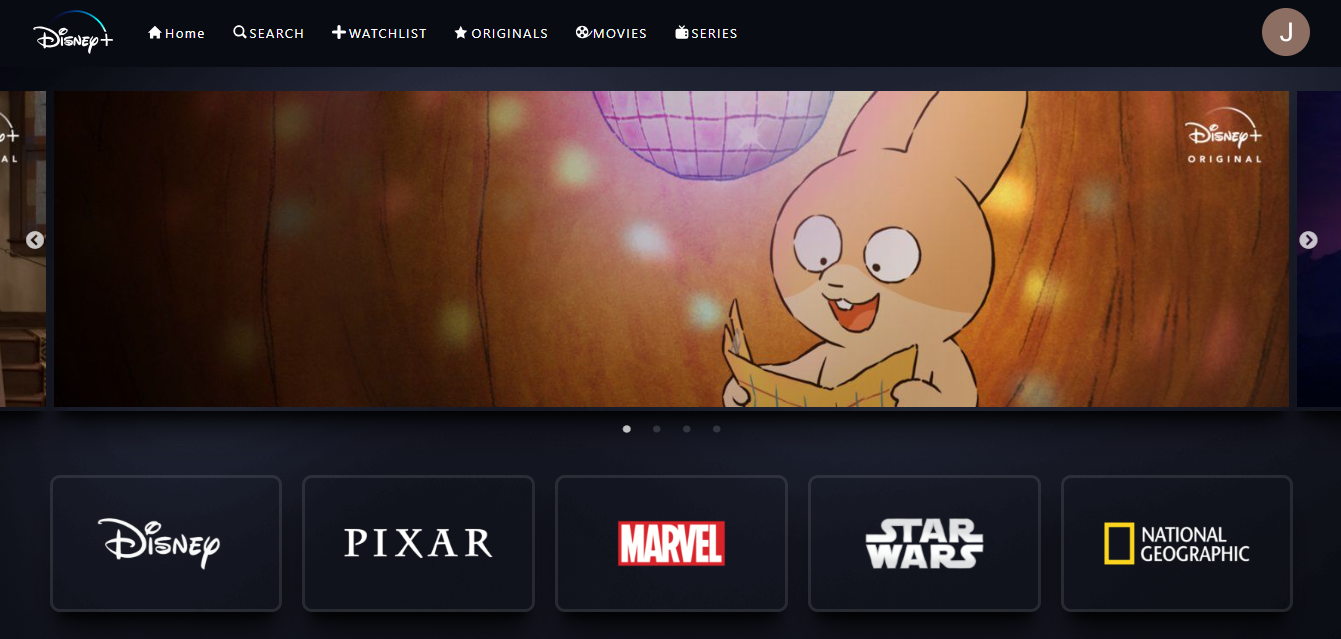 Disney+
Home SEARCH WATCHLIST ORIGINALS MOVIES SERIES
J
Disney+
ORIGINAL
Disney
PIXAR
MARVEL
STAR
WARS
NATIONAL
GEOGRAPHIC